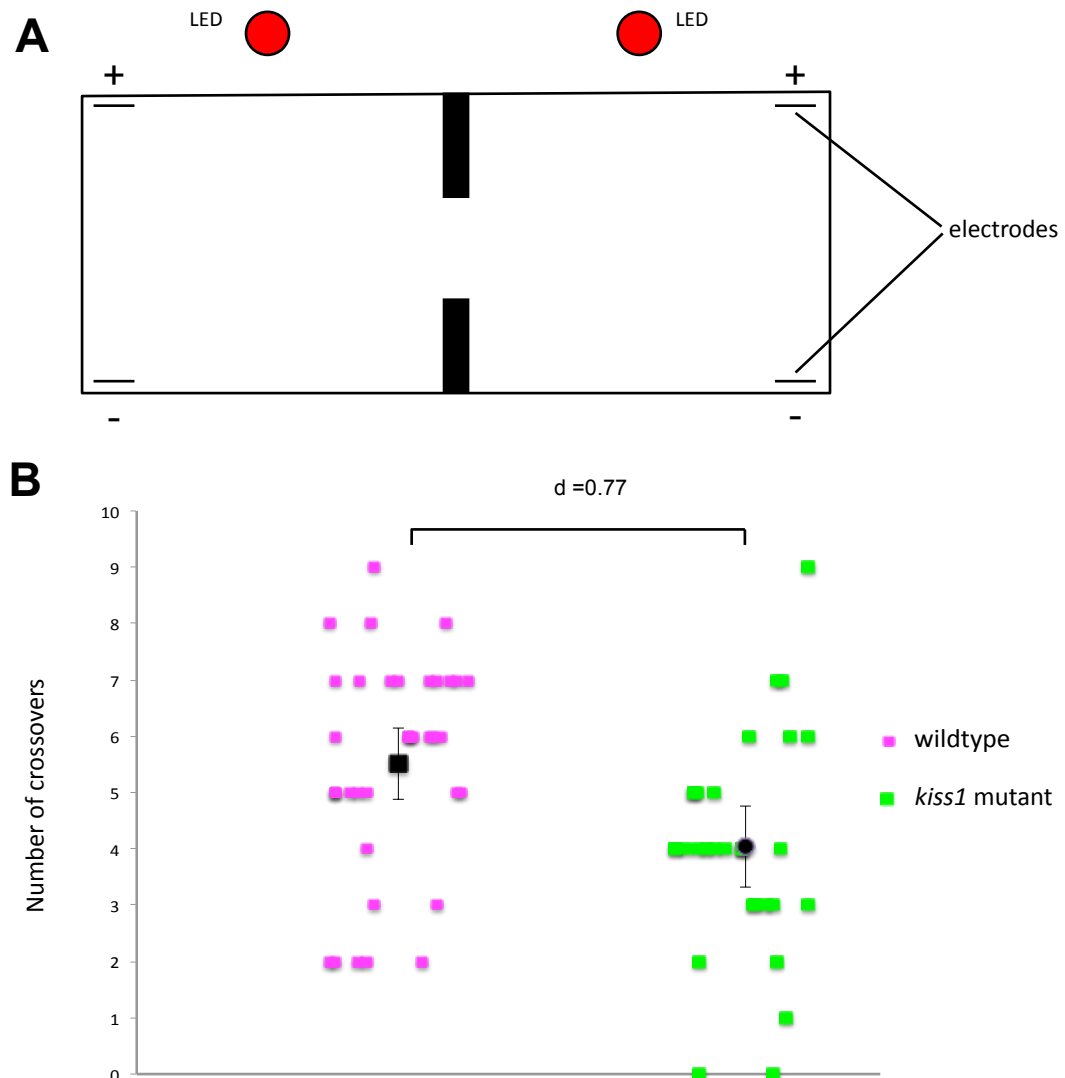 A
LED
LED
+
+
electrodes
-
-
B
d =0.77
10
9
8
7
6
5
4
3
2
1
0
Number of crossovers
wildtype
kiss1 mutant